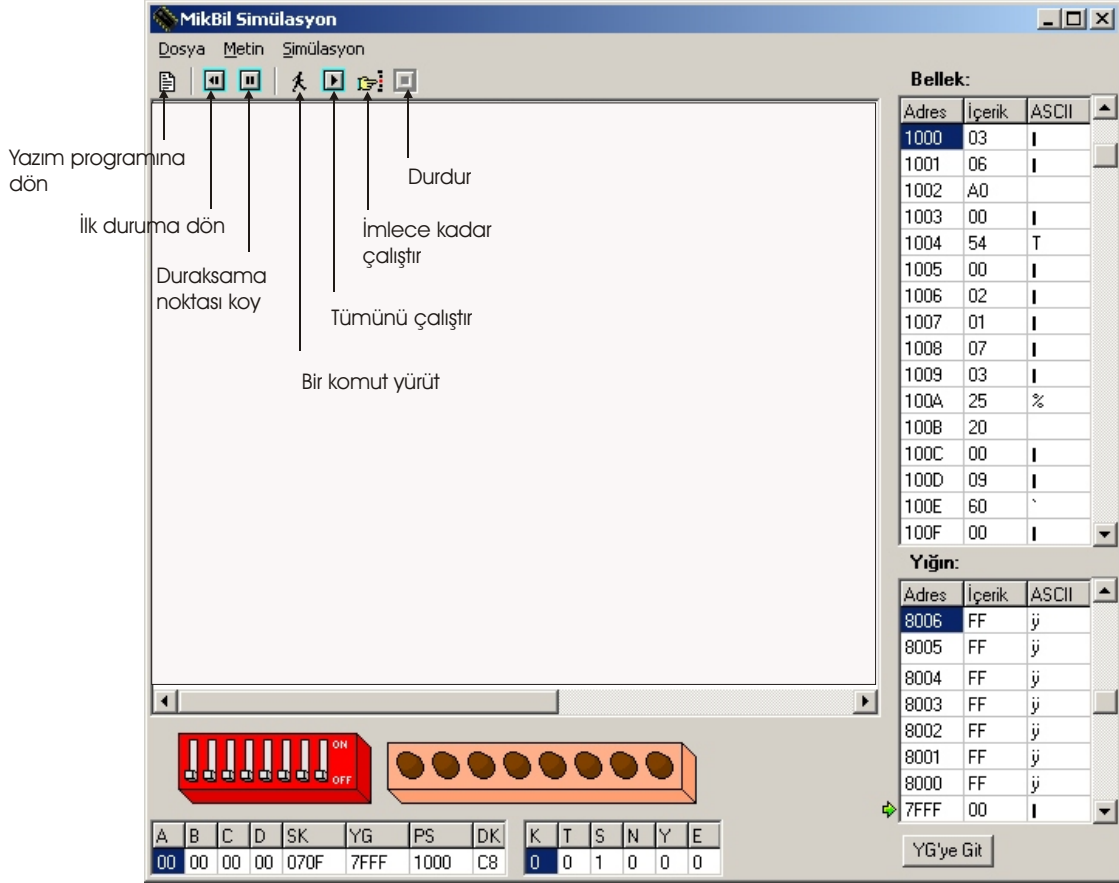 MikBil Simülasyon
Dosya Metin Simülasyon
Yazım programına
dön
İlk duruma dön
Duraksama
noktası koy
Bir komut yürüt
Tümünü çalıştır
İmlece kadar
çalıştır
Durdur
Bellek:
Adres İçerik ASCII
1000 03
1001 06
1002 A0
1003 00
1004 54 T
1005 00
1006 02
1007 01
1008 07
1009 03
100A 25 %
100B 20
100C 00
100D 09
100E 60 `
100F 00
Yığın:
Adres İçerik ASCII
8006 FF ÿ
8005 FF ÿ
8004 FF ÿ
8003 FF ÿ
8002 FF ÿ
8001 FF ÿ
8000 FF ÿ
7FFF 00
YG'ye Git
ON
OFF
A B C D SK YG PS DK
00 00 00 00 070F 7FFF 1000 C8
K T S N Y E
0 0 1 0 0 0